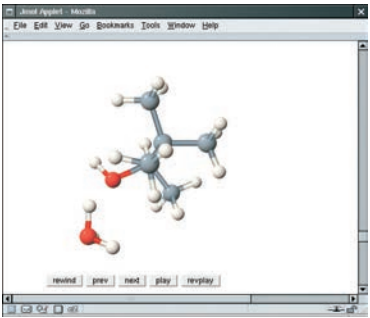 Jmol Applet - Mozilla
File Edit View Go Bookmarks Tools Window Help
rewind prev next play revplay